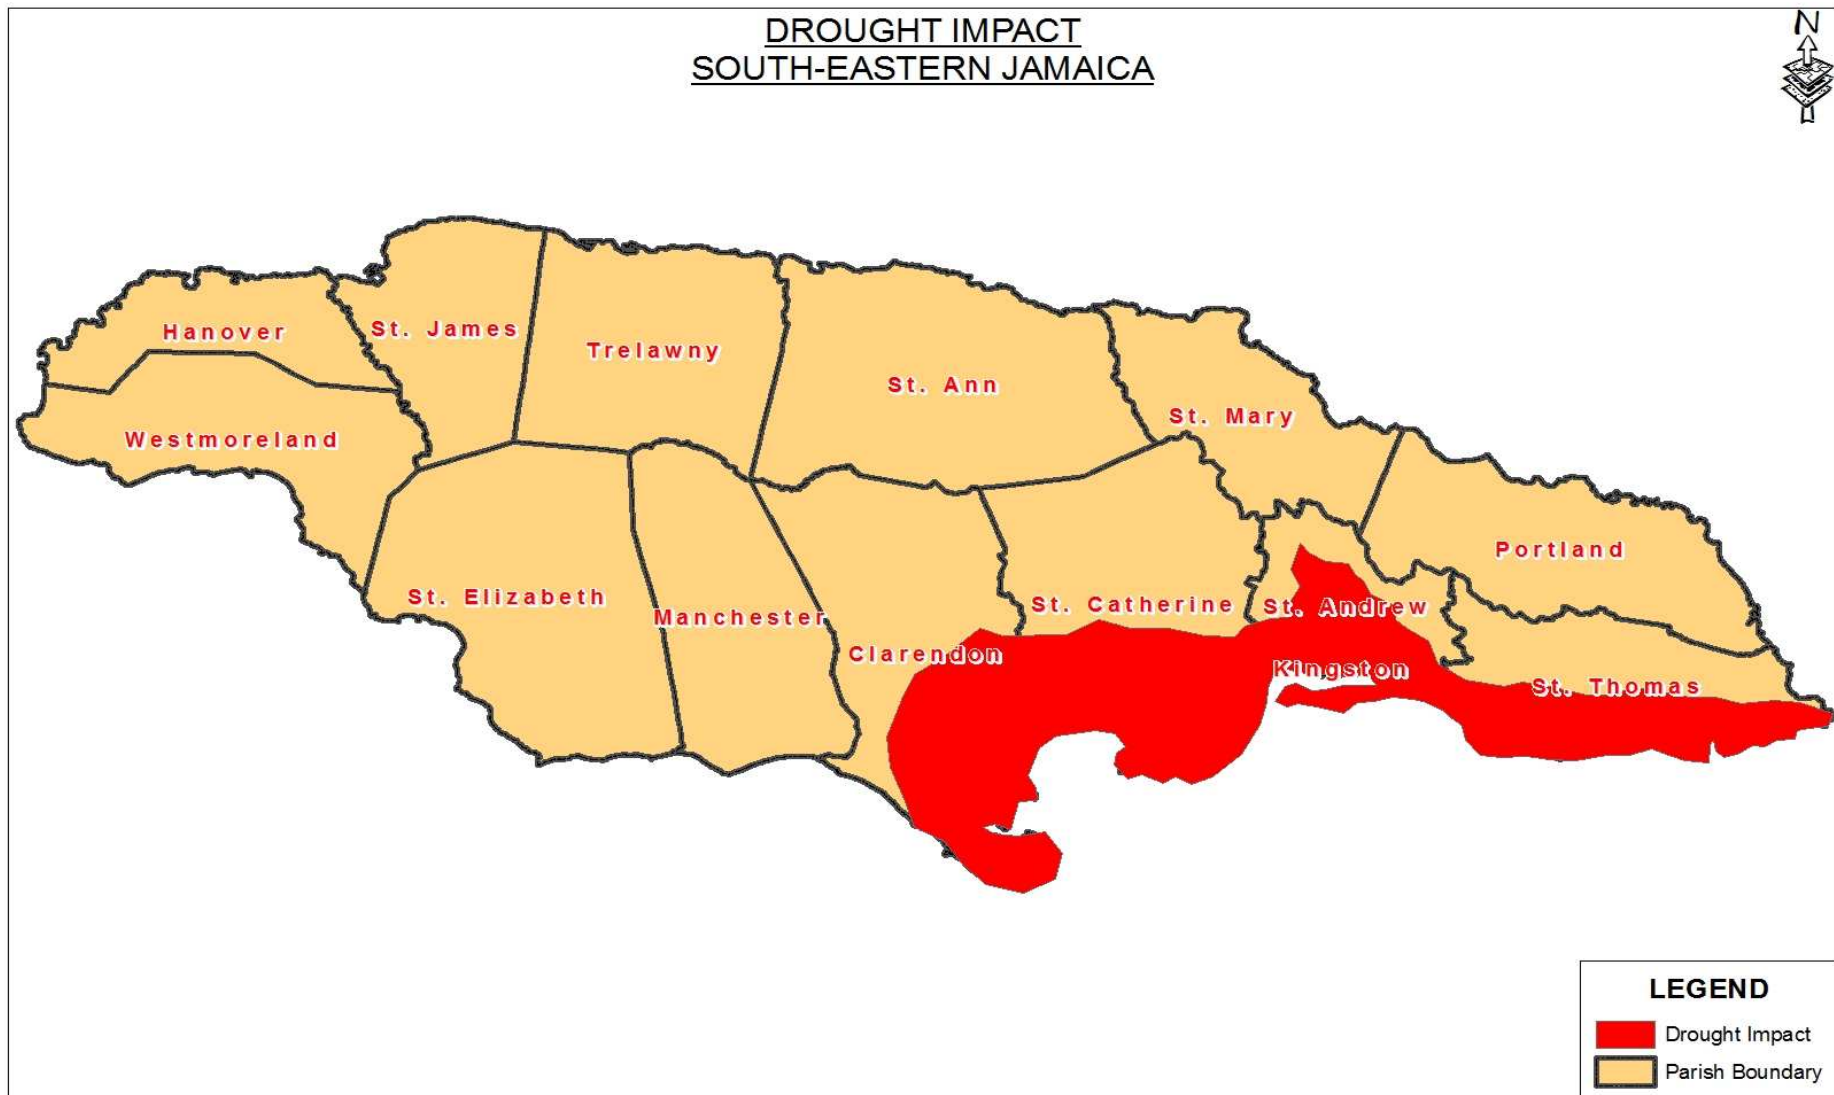 DROUGHT IMPACT
SOUTH-EASTERN JAMAICA
N
Hanover
St. James
Trelawny
St. Ann
St. Mary
Westmoreland
Portland
St. Elizabeth
Manchester
St. Catherine
St. Andrew
Clarendon
Kingston
St. Thomas
LEGEND
Drought Impact
Parish Boundary